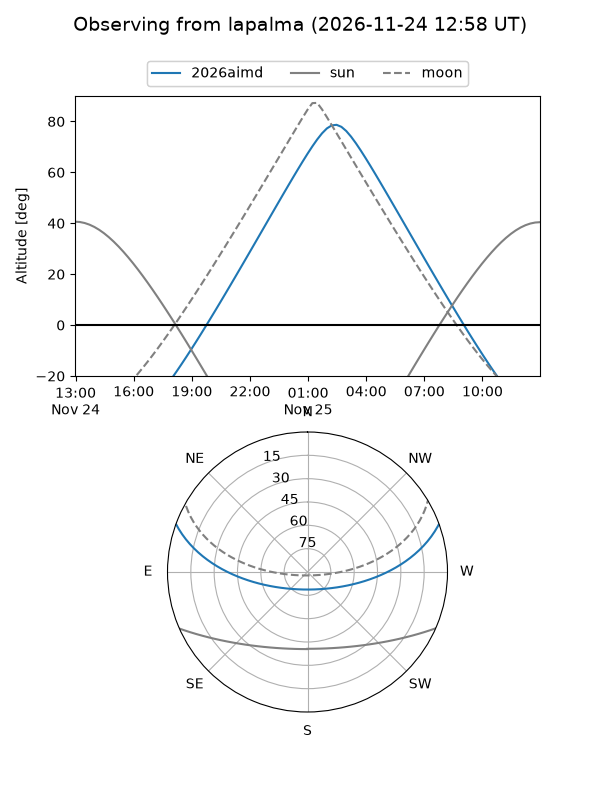 Observing from lapalma (2026-11-24 12:58 UT)
2026aimd sun moon
Altitude [deg]
80
60
40
20
0
−20
13:00 16:00 19:00 22:00 01:00 04:00 07:00 10:00
Nov 24 Nov 25
N
NE NW
15
30
45
60
75
E W
SE SW
S